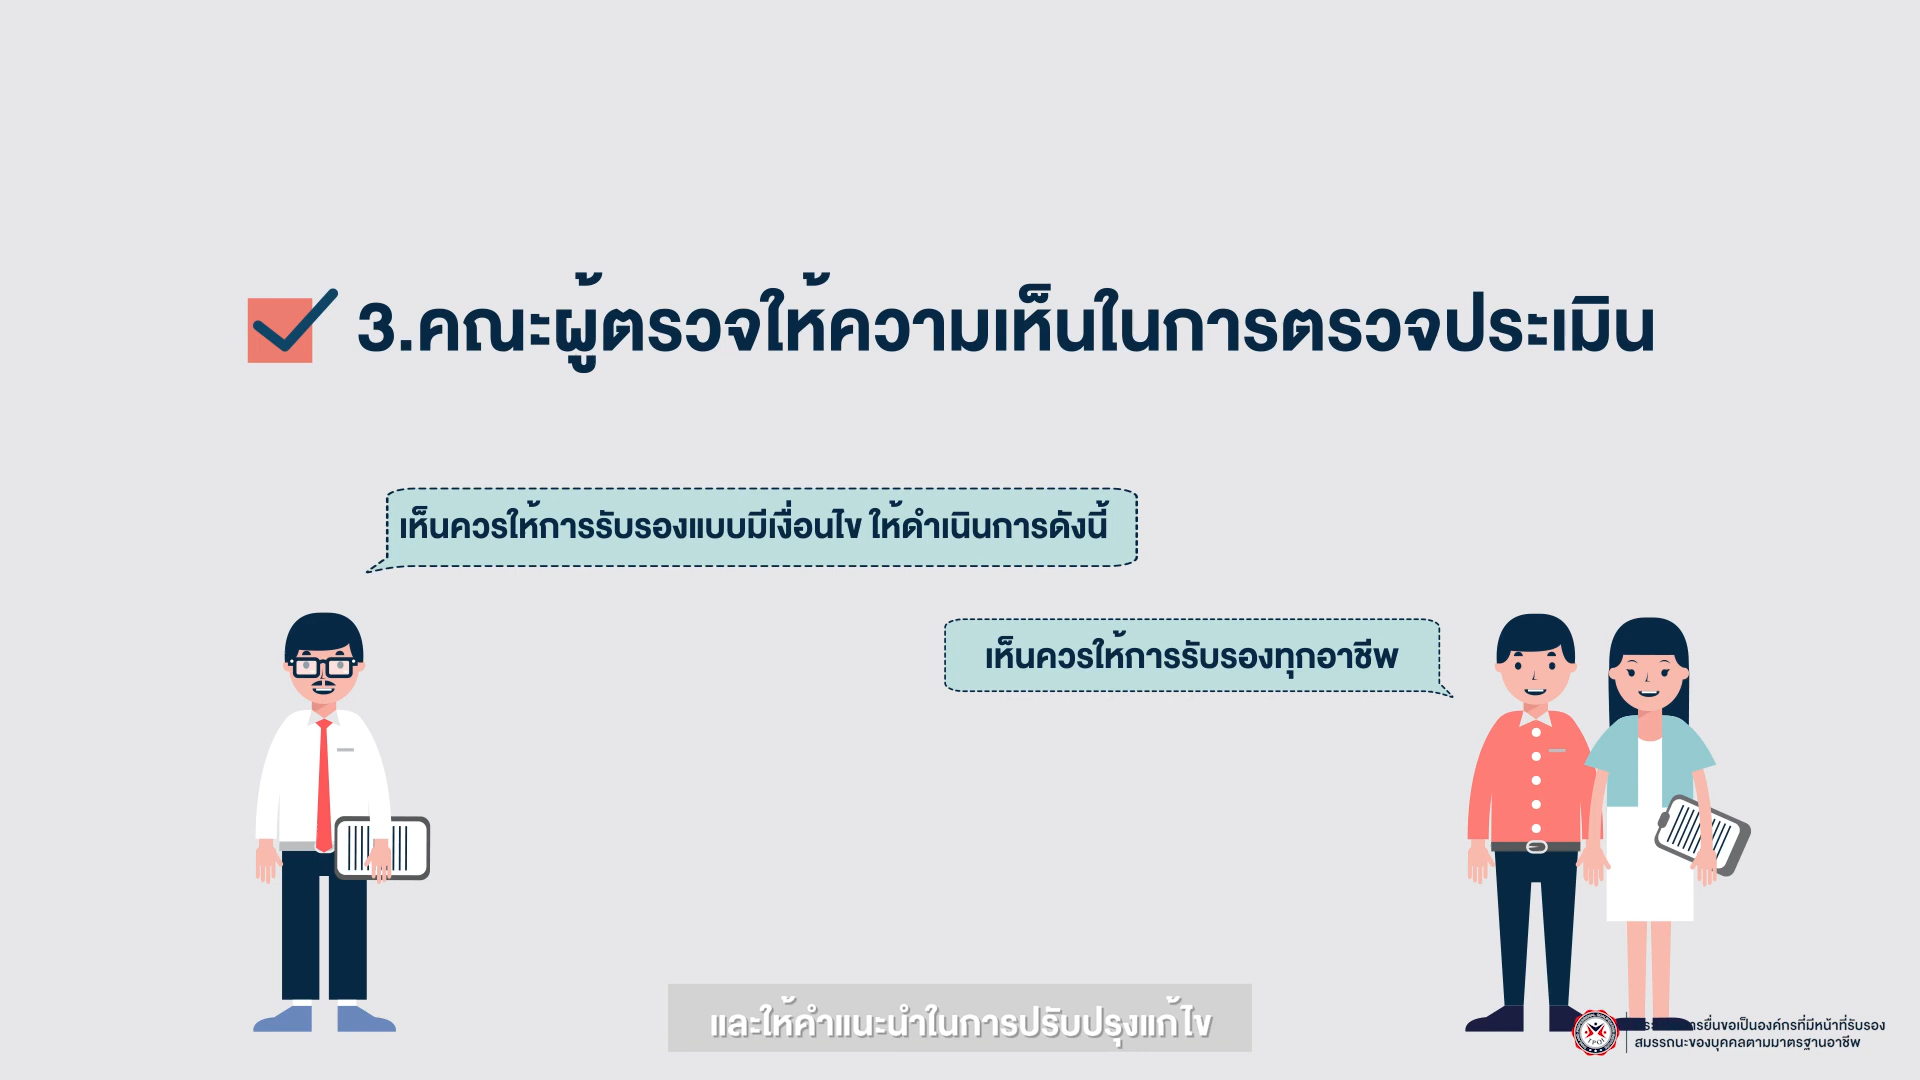 3.คณะผู้ตรวจให้ความเห็นในการตรวจประเมิน
เห็นควรให้การรับรองแบบมีเงื่อนไข ให้ดำเนินการดังนี้
เห็นควรให้การรับรองทุกอาชีพ
และให้คำแนะนำในการปรับปรุงแก้ไข
ยื่นขอเป็นองค์กรที่มีหน้าที่รับรอง
สมรรถนะของบุคคลตามมาตรฐานอาชีพ
TPQI